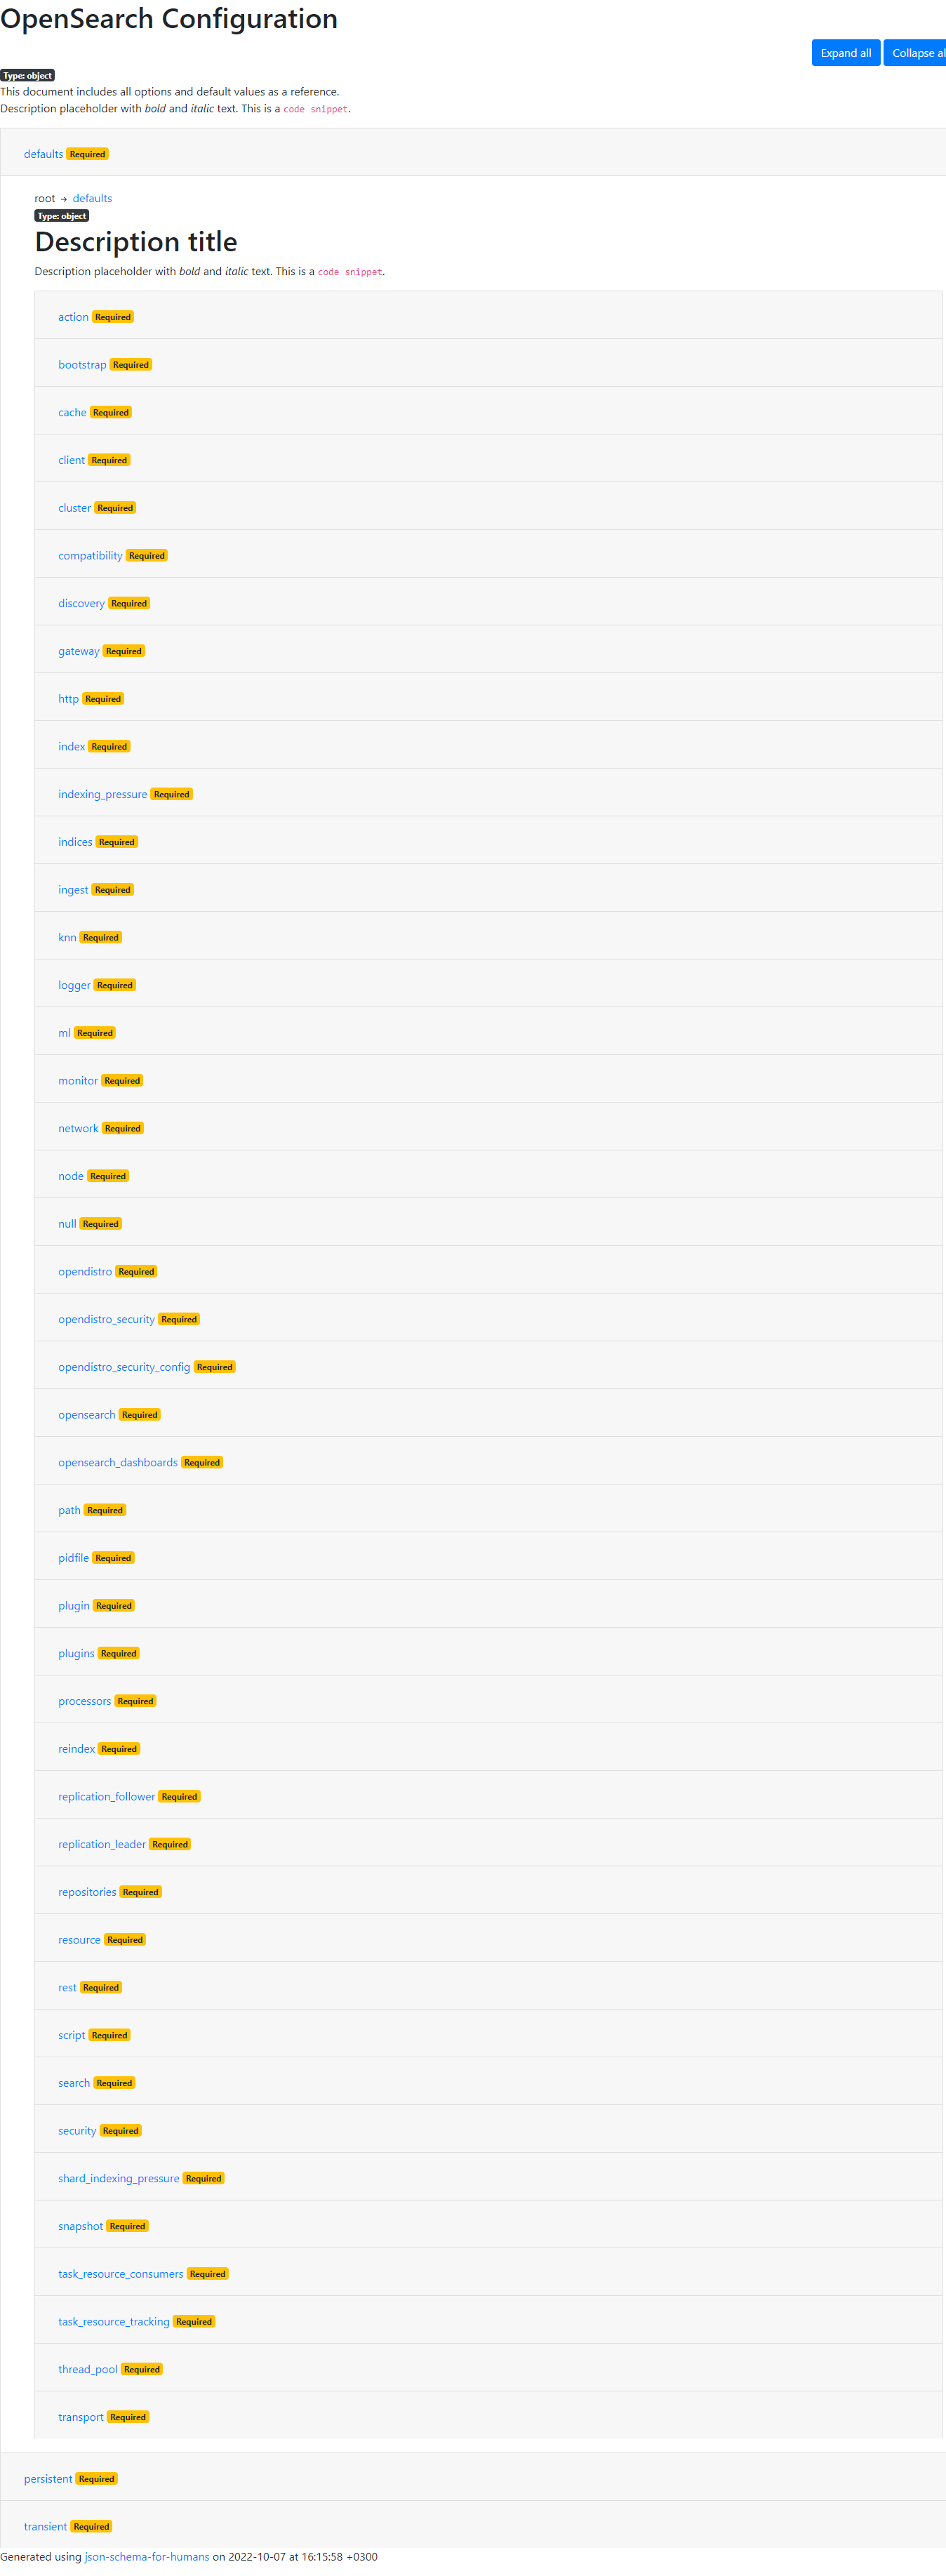 OpenSearch Configuration
Expand all Collapse al
Type: object
This document includes all options and default values as a reference.
Description placeholder with bold and italic text. This is a code snippet.
defaults Required
root → defaults
Type: object
Description title
Description placeholder with bold and italic text. This is a code snippet.
action Required
bootstrap Required
cache Required
client Required
cluster Required
compatibility Required
discovery Required
gateway Required
http Required
index Required
indexing_pressure Required
indices Required
ingest Required
knn Required
logger Required
ml Required
monitor Required
network Required
node Required
null Required
opendistro Required
opendistro_security Required
opendistro_security_config Required
opensearch Required
opensearch_dashboards Required
path Required
pidfile Required
plugin Required
plugins Required
processors Required
reindex Required
replication_follower Required
replication_leader Required
repositories Required
resource Required
rest Required
script Required
search Required
security Required
shard_indexing_pressure Required
snapshot Required
task_resource_consumers Required
task_resource_tracking Required
thread_pool Required
transport Required
persistent Required
transient Required
Generated using json-schema-for-humans on 2022-10-07 at 16:15:58 +0300